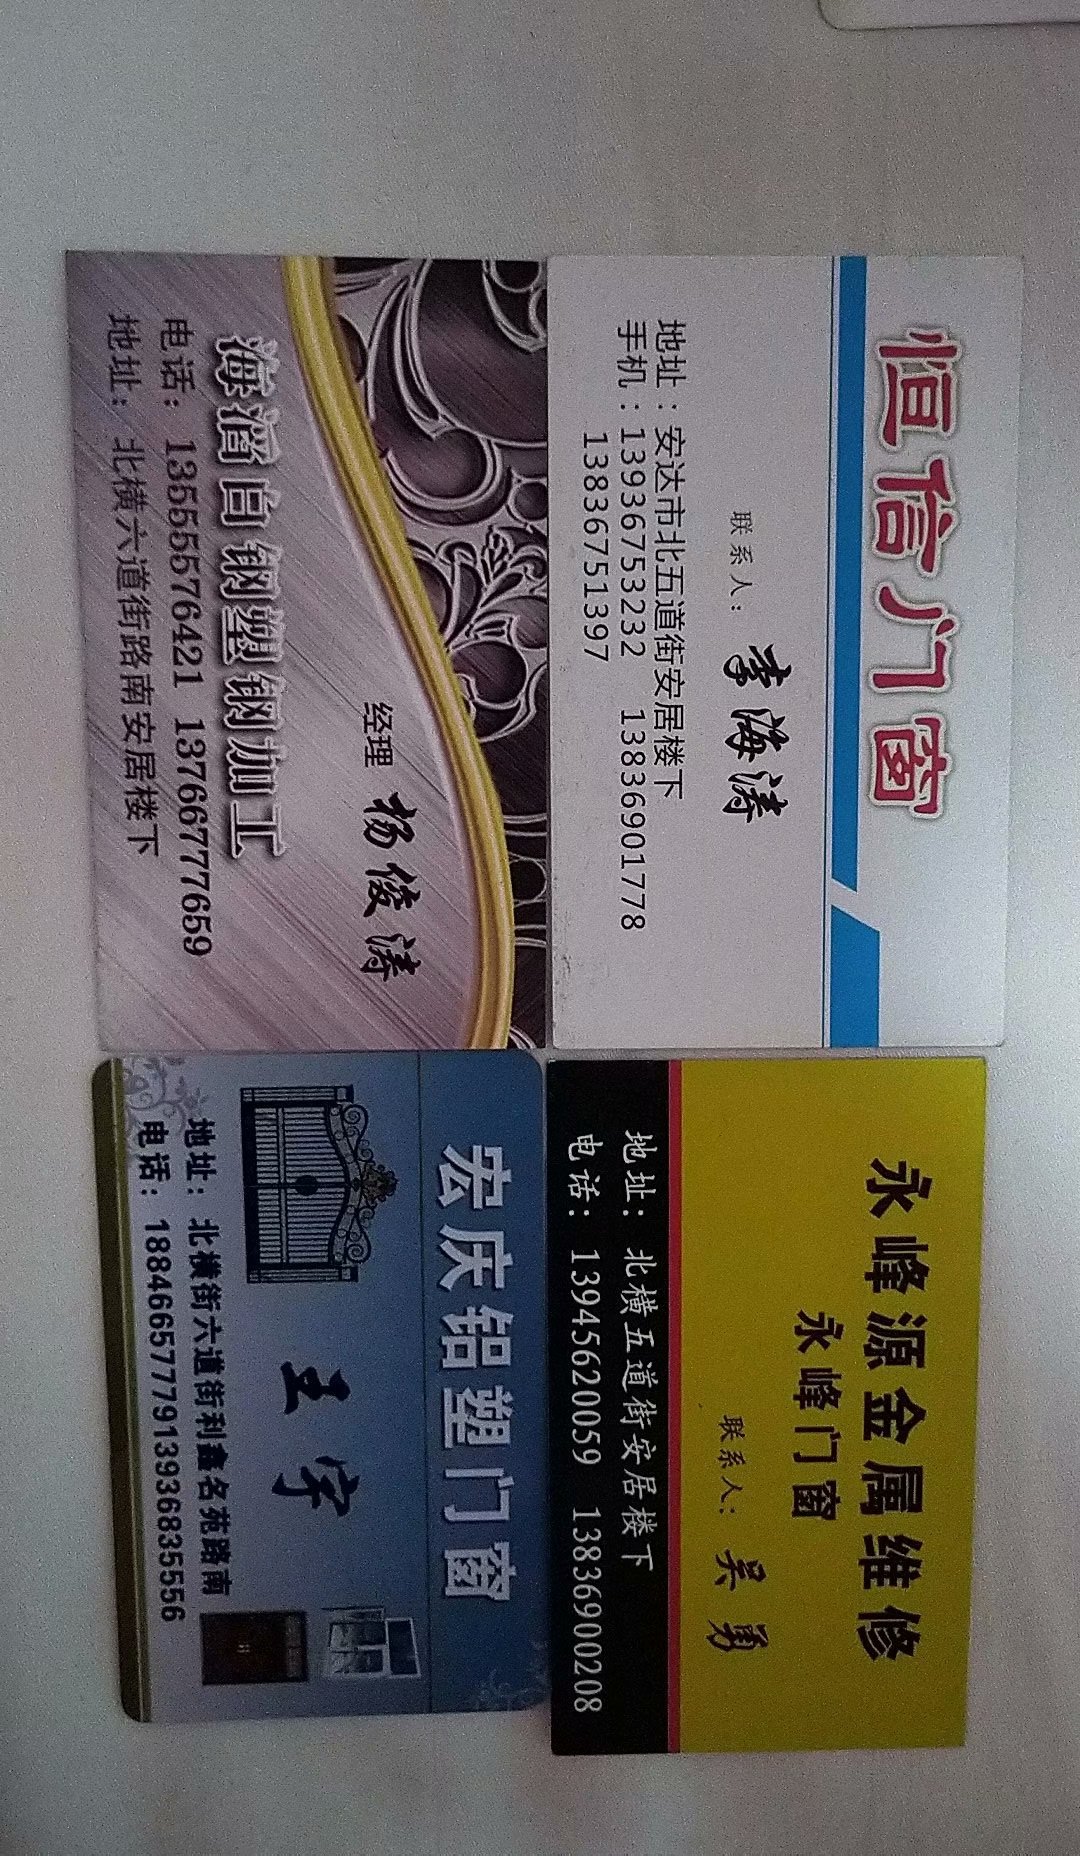 恒信门窗
联系人: 李海涛
地址:安达市北五道街安居楼下
手机:13936753232 13836901778
13836751397
永峰源金属维修
永峰门窗
联系人: 吴勇
地址: 北横五道街安居楼下
电话: 13945620059 13836900208
经理 杨俊涛
海滔白钢塑钢加工
电话: 13555576421 13766777659
地址: 北横六道街路南安居楼下
宏庆铝塑门窗
王宇
地址: 北横街六道街利鑫名苑路南
电话: 18846657779 13936835556